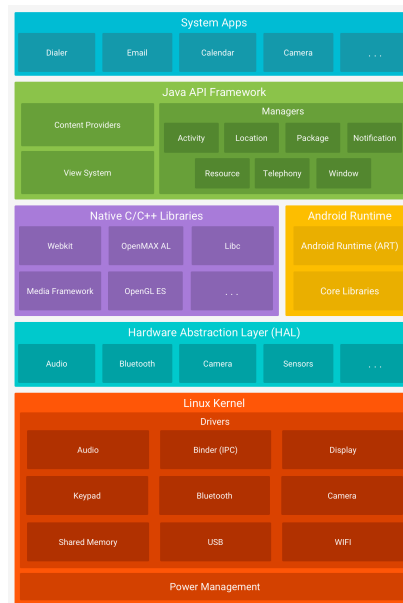 System Apps
Dialer
Email
Calendar
Camera
. . .
Java API Framework
Content Providers
View System
Managers
Activity
Location
Package
Notification
Resource
Telephony
Window
Native C/C++ Libraries
Webkit
OpenMAX AL
Libc
Media Framework
OpenGL ES
. . .
Android Runtime
Android Runtime (ART)
Core Libraries
Hardware Abstraction Layer (HAL)
Audio
Bluetooth
Camera
Sensors
. . .
Linux Kernel
Drivers
Audio
Binder (IPC)
Display
Keypad
Bluetooth
Camera
Shared Memory
USB
WIFI
Power Management